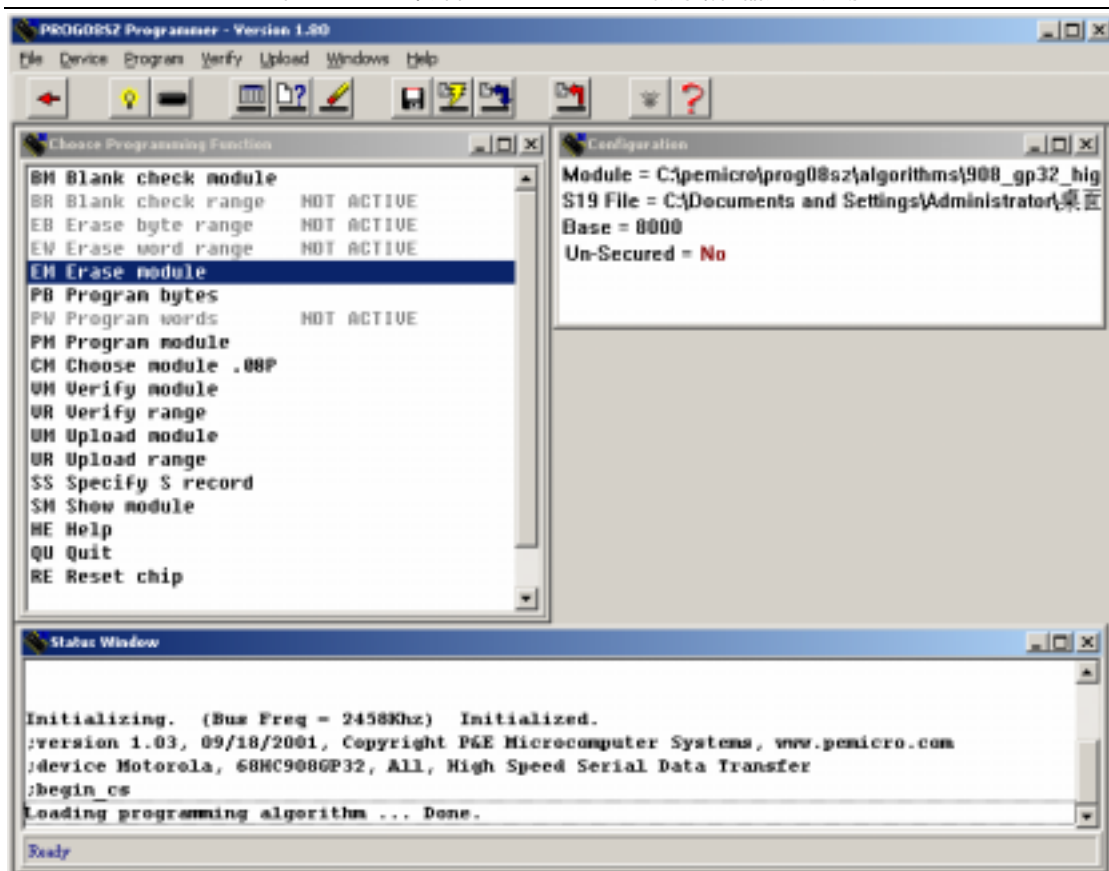 PROG08SZ Programmer - Version 1.80
File Device Program Verify Upload Windows Help
Choose Programming Function
BM Blank check module
BR Blank check range NOT ACTIVE
EB Erase byte range NOT ACTIVE
EW Erase word range NOT ACTIVE
EM Erase module
PB Program bytes
PW Program words NOT ACTIVE
PM Program module
CM Choose module .08P
VM Verify module
VR Verify range
UM Upload module
UR Upload range
SS Specify S record
SM Show module
HE Help
QU Quit
RE Reset chip
Configuration
Module = C:\pemicro\prog08sz\algorithms\908_gp32_hig
S19 File = C:\Documents and Settings\Administrator\桌面
Base = 8000
Un-Secured = No
Status Window
Initializing. (Bus Freq = 2458Khz) Initialized.
;version 1.03, 09/18/2001, Copyright P&E Microcomputer Systems, www.pemicro.com
;device Motorola, 68HC908GP32, All, High Speed Serial Data Transfer
;begin_cs
Loading programming algorithm ... Done.
Ready